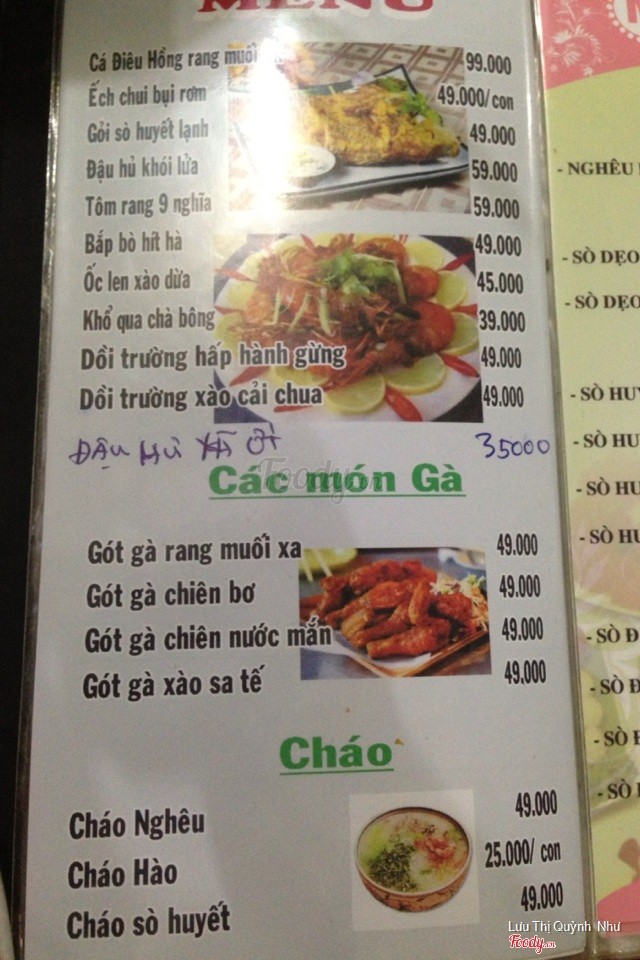 MENU
Cá Điêu Hồng rang muối 99.000
Ếch chui bụi rơm 49.000/con
Gỏi sò huyết lạnh 49.000
Đậu hủ khói lửa 59.000
Tôm rang 9 nghĩa 59.000
Bắp bò hít hà 49.000
Ốc len xào dừa 45.000
Khổ qua chà bông 39.000
Dồi trường hấp hành gừng 49.000
Dồi trường xào cải chua 49.000
ĐẬU HỦ XÃ ỚT 35000
Các món Gà
Gót gà rang muối xa 49.000
Gót gà chiên bơ 49.000
Gót gà chiên nước mắn 49.000
Gót gà xào sa tế 49.000
Cháo
Cháo Nghêu 49.000
Cháo Hào 25.000/ con
Cháo sò huyết 49.000
- NGHÊU
- SÒ DẸO
- SÒ DẸO
- SÒ HUY
- SÒ HU
- SÒ HU
- SÒ HU
- SÒ Đ
- SÒ Đ
- SÒ
- SÒ
Foody
Lưu Thị Quỳnh Như
Foody.vn